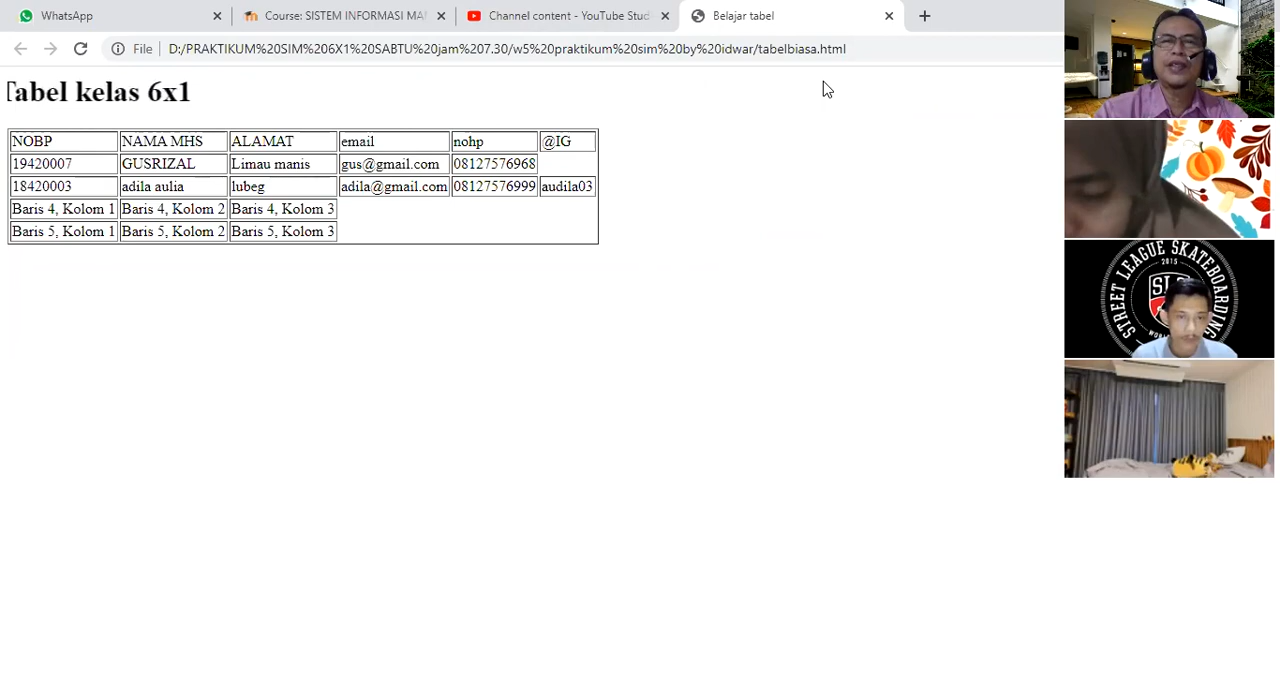 WhatsApp
Course: SISTEM INFORMASI MA
Channel content - YouTube Stud
Belajar tabel
File
D:/PRAKTIKUM%20SIM%206X1%20SABTU%20jam%207.30/w5%20praktikum%20sim%20by%20idwar/tabelbiasa.html
Tabel kelas 6x1
NOBP NAMA MHS ALAMAT email nohp @IG
19420007 GUSRIZAL Limau manis gus@gmail.com 08127576968
18420003 adila aulia lubeg adila@gmail.com 08127576999 audila03
Baris 4, Kolom 1 Baris 4, Kolom 2 Baris 4, Kolom 3
Baris 5, Kolom 1 Baris 5, Kolom 2 Baris 5, Kolom 3
STREET LEAGUE SKATEBOARDING
2015